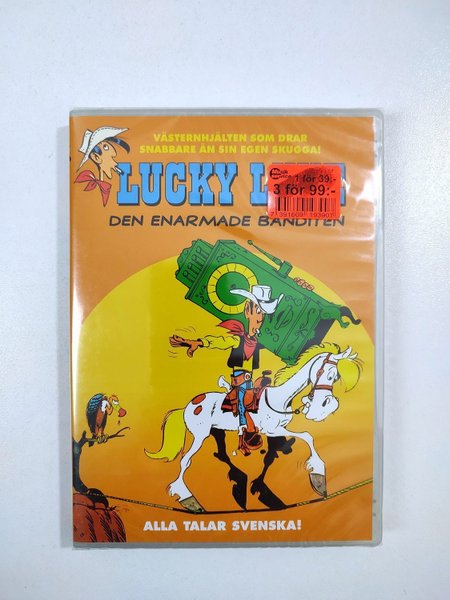 VÄSTERNHJÄLTEN SOM DRAR
SNABBARE ÄN SIN EGEN SKUGGA!
LUCKY L
1 för 39:-
3 för 99:-
DEN ENARMADE BANDITEN
ALLA TALAR SVENSKA!